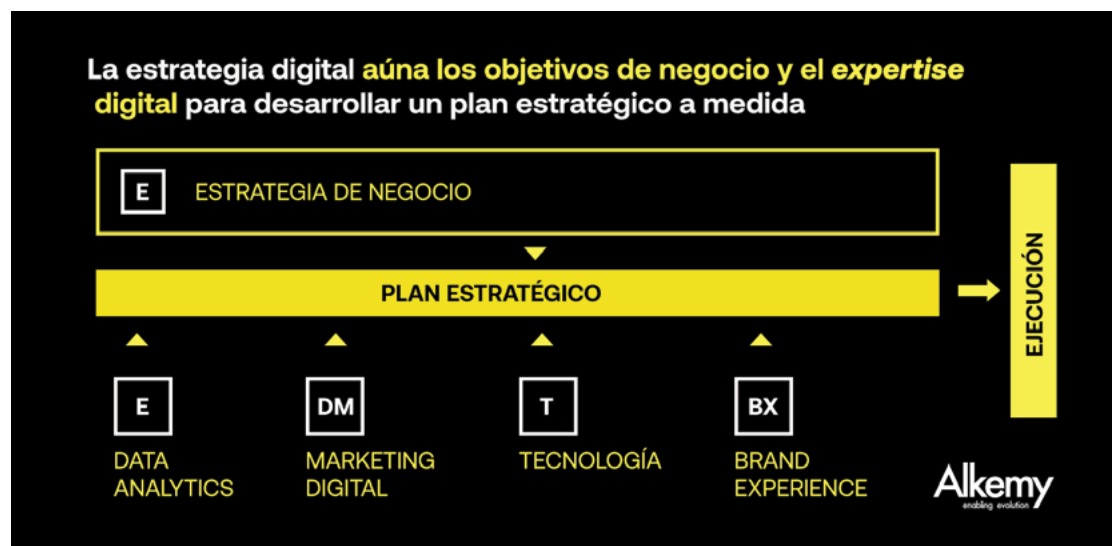 La estrategia digital aúna los objetivos de negocio y el expertise
digital para desarrollar un plan estratégico a medida
E
ESTRATEGIA DE NEGOCIO
PLAN ESTRATÉGICO
EJECUCIÓN
E
DM
T
BX
DATA
ANALYTICS
MARKETING
DIGITAL
TECNOLOGÍA
BRAND
EXPERIENCE
Alkemy
enabling evolution